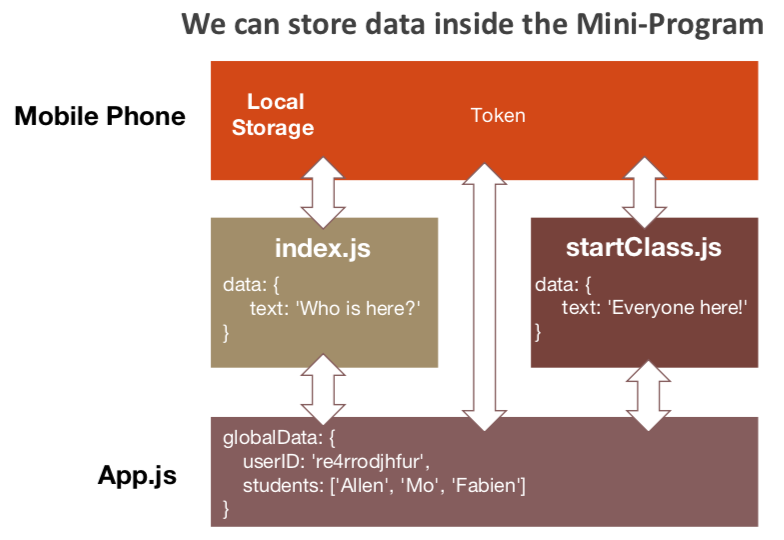 We can store data inside the Mini-Program
Mobile Phone
Local
Storage
Token
index.js
data: {
text: 'Who is here?'
}
startClass.js
data: {
text: 'Everyone here!'
}
App.js
globalData: {
userID: 're4rrodjhfur',
students: ['Allen', 'Mo', 'Fabien']
}